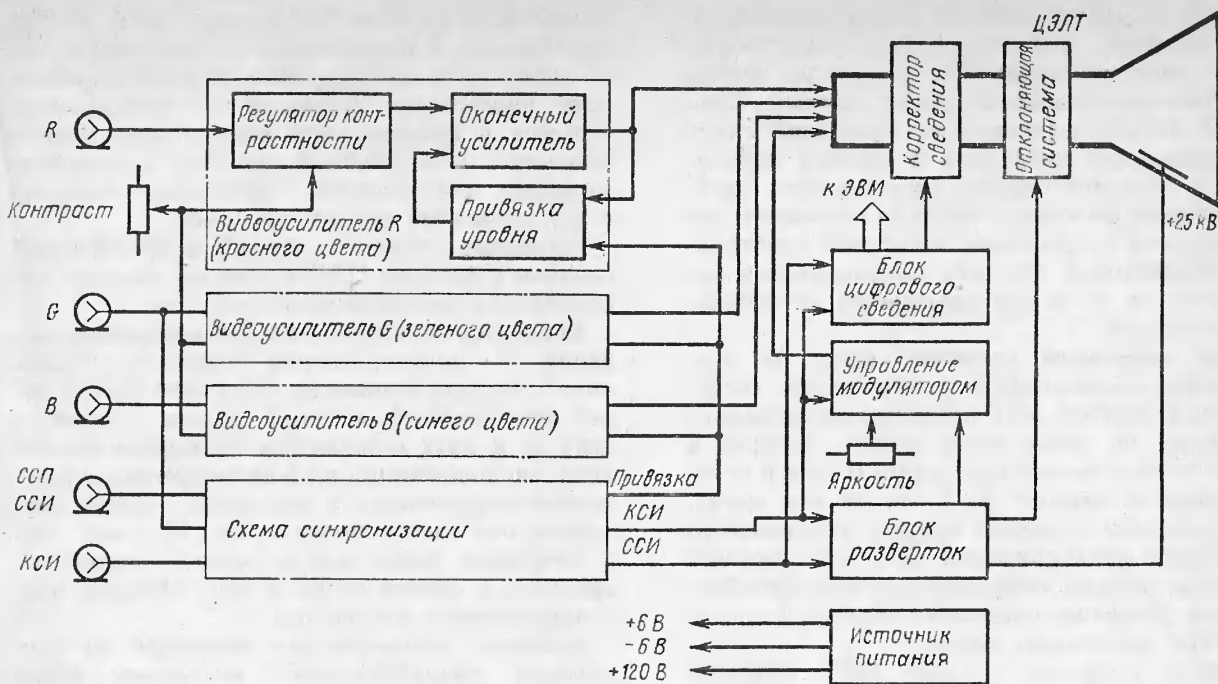 ЦЭЛТ
R
Регулятор конт-
растности
Оконечный
усилитель
Корректор
сведения
Отклоняющая
система
Контраст
Видеоусилитель R
(красного цвета)
Привязка
уровня
к ЭВМ
+25 кВ
Блок
цифрового
сведения
G
Видеоусилитель G (зеленого цвета)
Управление
модулятором
B
Видеоусилитель B (синего цвета)
Яркость
ССП
ССИ
Схема синхронизации
Привязка
КСИ
ССИ
Блок
разверток
КСИ
+6 В
-6 В
+120 В
Источник
питания